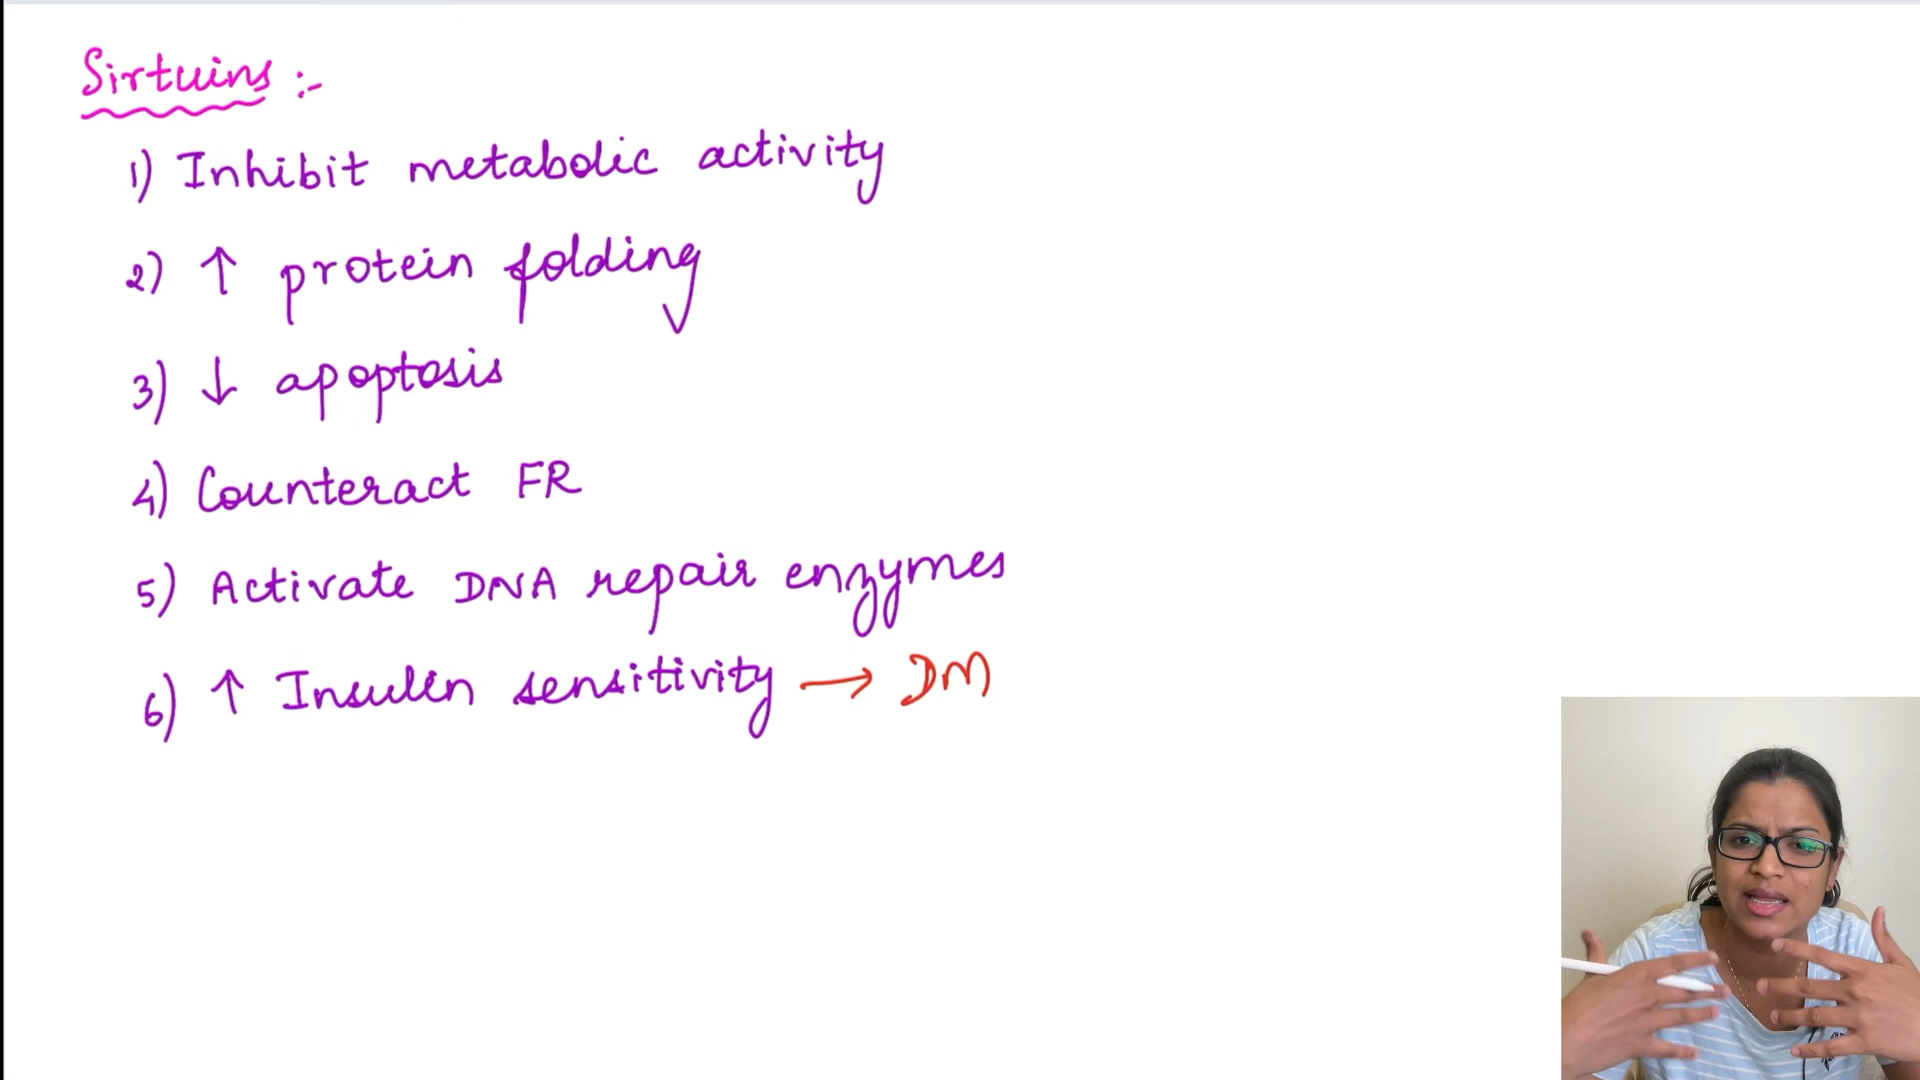 Sirtuins :-
1) Inhibit metabolic activity
2) ↑ protein folding
3) ↓ apoptosis
4) Counteract FR
5) Activate DNA repair enzymes
6) ↑ Insulin sensitivity → DM